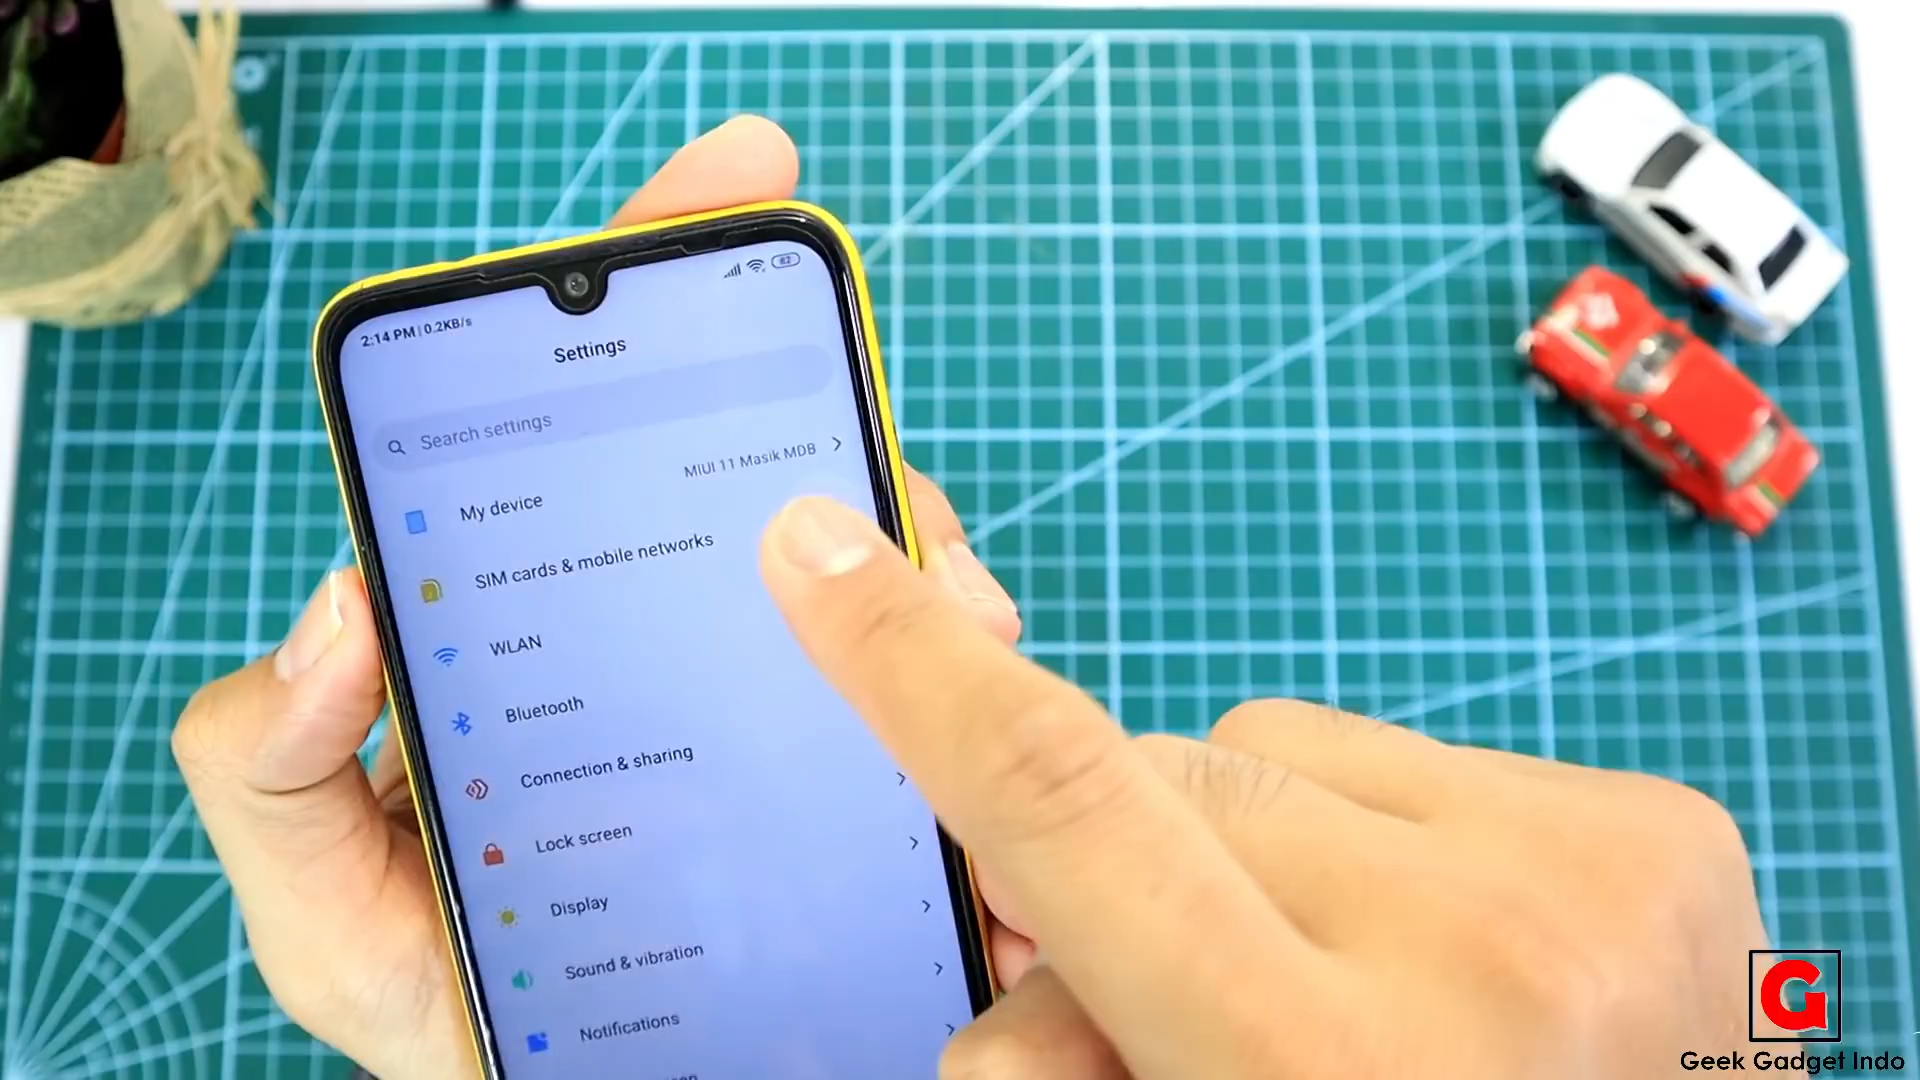 2:14 PM | 0.2KB/s
82
Settings
Search settings
My device
MIUI 11 Masik MDB
SIM cards & mobile networks
WLAN
Bluetooth
Connection & sharing
Lock screen
Display
Sound & vibration
Notifications
G
Geek Gadget Indo